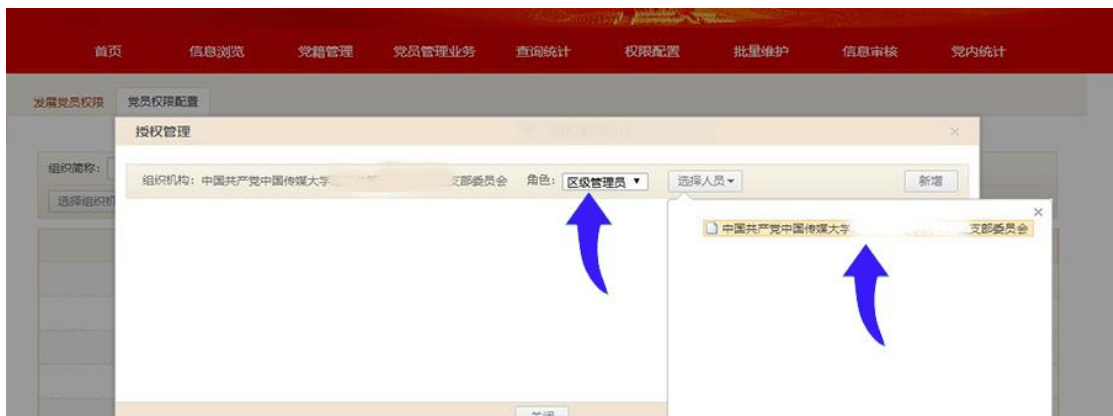 首页 信息浏览 党籍管理 党员管理业务 查询统计 权限配置 批量维护 信息审核 党内统计
发展党员权限 党员权限配置
授权管理 ×
组织简称:
组织机构: 中国共产党中国传媒大学 支部委员会 角色: 区级管理员 ▼ 选择人员 新增
选择组织机
×
中国共产党中国传媒大学 支部委员会
关闭